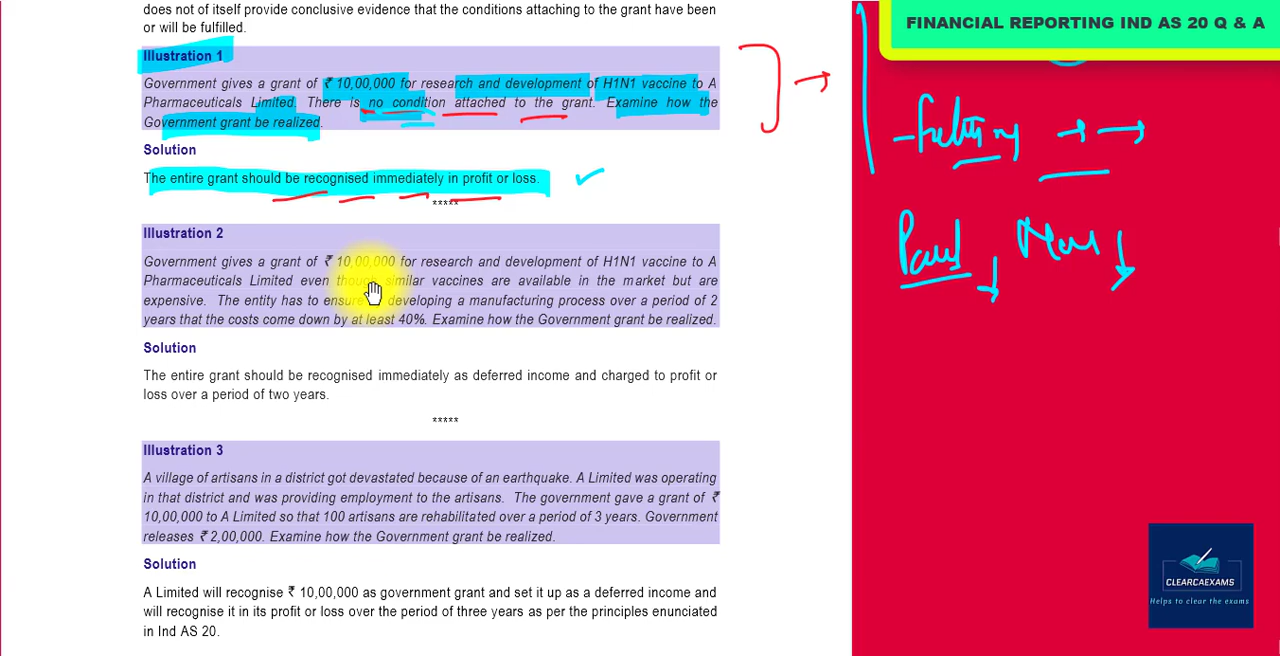 does not of itself provide conclusive evidence that the conditions attaching to the grant have been
or will be fulfilled.
Illustration 1
Government gives a grant of ₹ 10,00,000 for research and development of H1N1 vaccine to A
Pharmaceuticals Limited. There is no condition attached to the grant. Examine how the
Government grant be realized.
Solution
The entire grant should be recognised immediately in profit or loss.
*****
Illustration 2
Government gives a grant of ₹ 10,00,000 for research and development of H1N1 vaccine to A
Pharmaceuticals Limited even though similar vaccines are available in the market but are
expensive. The entity has to ensure developing a manufacturing process over a period of 2
years that the costs come down by at least 40%. Examine how the Government grant be realized.
Solution
The entire grant should be recognised immediately as deferred income and charged to profit or
loss over a period of two years.
*****
Illustration 3
A village of artisans in a district got devastated because of an earthquake. A Limited was operating
in that district and was providing employment to the artisans. The government gave a grant of ₹
10,00,000 to A Limited so that 100 artisans are rehabilitated over a period of 3 years. Government
releases ₹ 2,00,000. Examine how the Government grant be realized.
Solution
A Limited will recognise ₹ 10,00,000 as government grant and set it up as a deferred income and
will recognise it in its profit or loss over the period of three years as per the principles enunciated
in Ind AS 20.
FINANCIAL REPORTING IND AS 20 Q & A
CLEARCAEXAMS
Helps to clear the exams